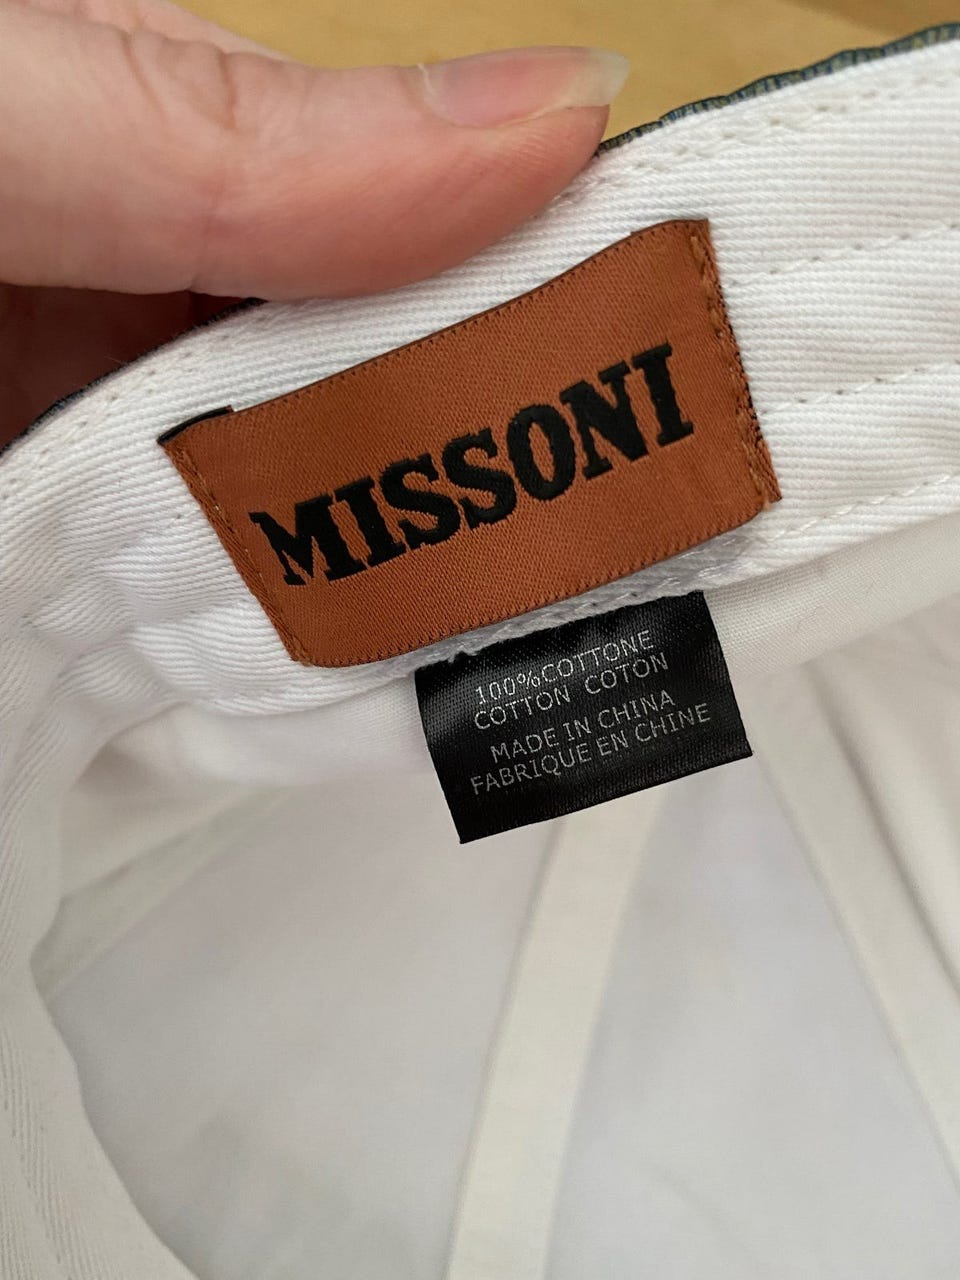 MISSONI
100%COTTONE
COTTON COTON
MADE IN CHINA
FABRIQUE EN CHINE